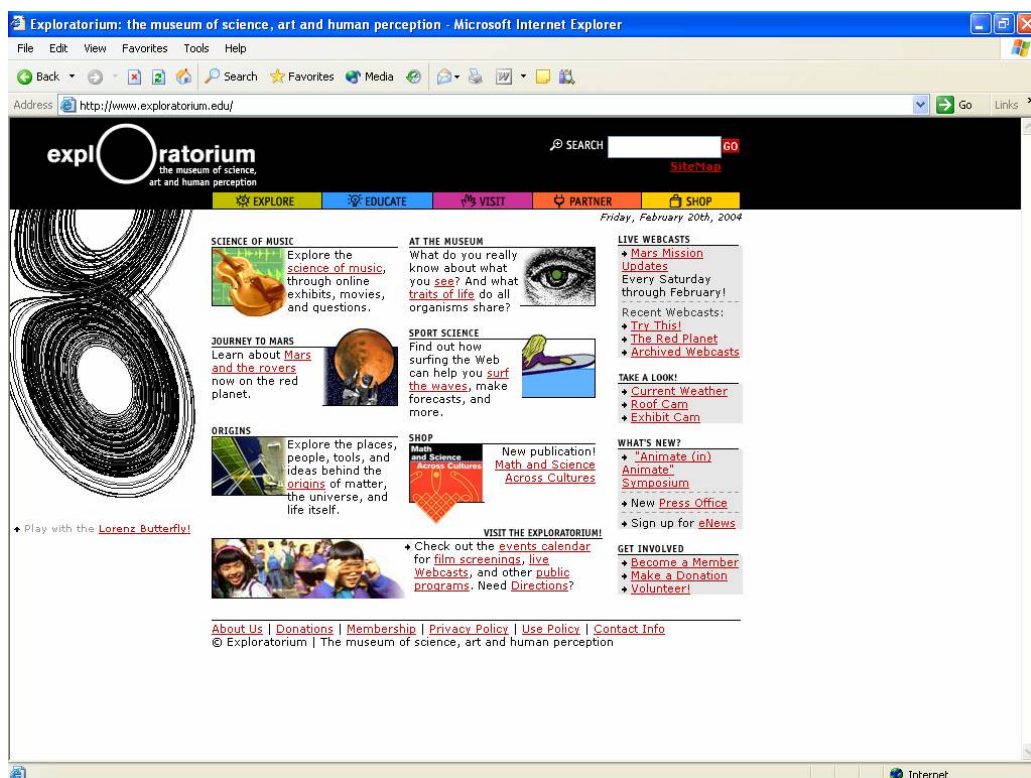 Exploratorium: the museum of science, art and human perception - Microsoft Internet Explorer
File Edit View Favorites Tools Help
Back Search Favorites Media
Address http://www.exploratorium.edu/ Go Links
exploratorium
the museum of science,
art and human perception
SEARCH GO
SiteMap
EXPLORE EDUCATE VISIT PARTNER SHOP
Friday, February 20th, 2004
SCIENCE OF MUSIC
Explore the
science of music,
through online
exhibits, movies,
and questions.
AT THE MUSEUM
What do you really
know about what
you see? And what
traits of life do all
organisms share?
JOURNEY TO MARS
Learn about Mars
and the rovers
now on the red
planet.
SPORT SCIENCE
Find out how
surfing the Web
can help you surf
the waves, make
forecasts, and
more.
ORIGINS
Explore the places,
people, tools, and
ideas behind the
origins of matter,
the universe, and
life itself.
SHOP
Math
and Science
Across Cultures
New publication!
Math and Science
Across Cultures
VISIT THE EXPLORATORIUM!
Check out the events calendar
for film screenings, live
Webcasts, and other public
programs. Need Directions?
LIVE WEBCASTS
Mars Mission
Updates
Every Saturday
through February!
Recent Webcasts:
Try This!
The Red Planet
Archived Webcasts
TAKE A LOOK!
Current Weather
Roof Cam
Exhibit Cam
WHAT'S NEW?
"Animate (in)
Animate"
Symposium
New Press Office
Sign up for eNews
GET INVOLVED
Become a Member
Make a Donation
Volunteer!
Play with the Lorenz Butterfly!
About Us | Donations | Membership | Privacy Policy | Use Policy | Contact Info
© Exploratorium | The museum of science, art and human perception
Internet